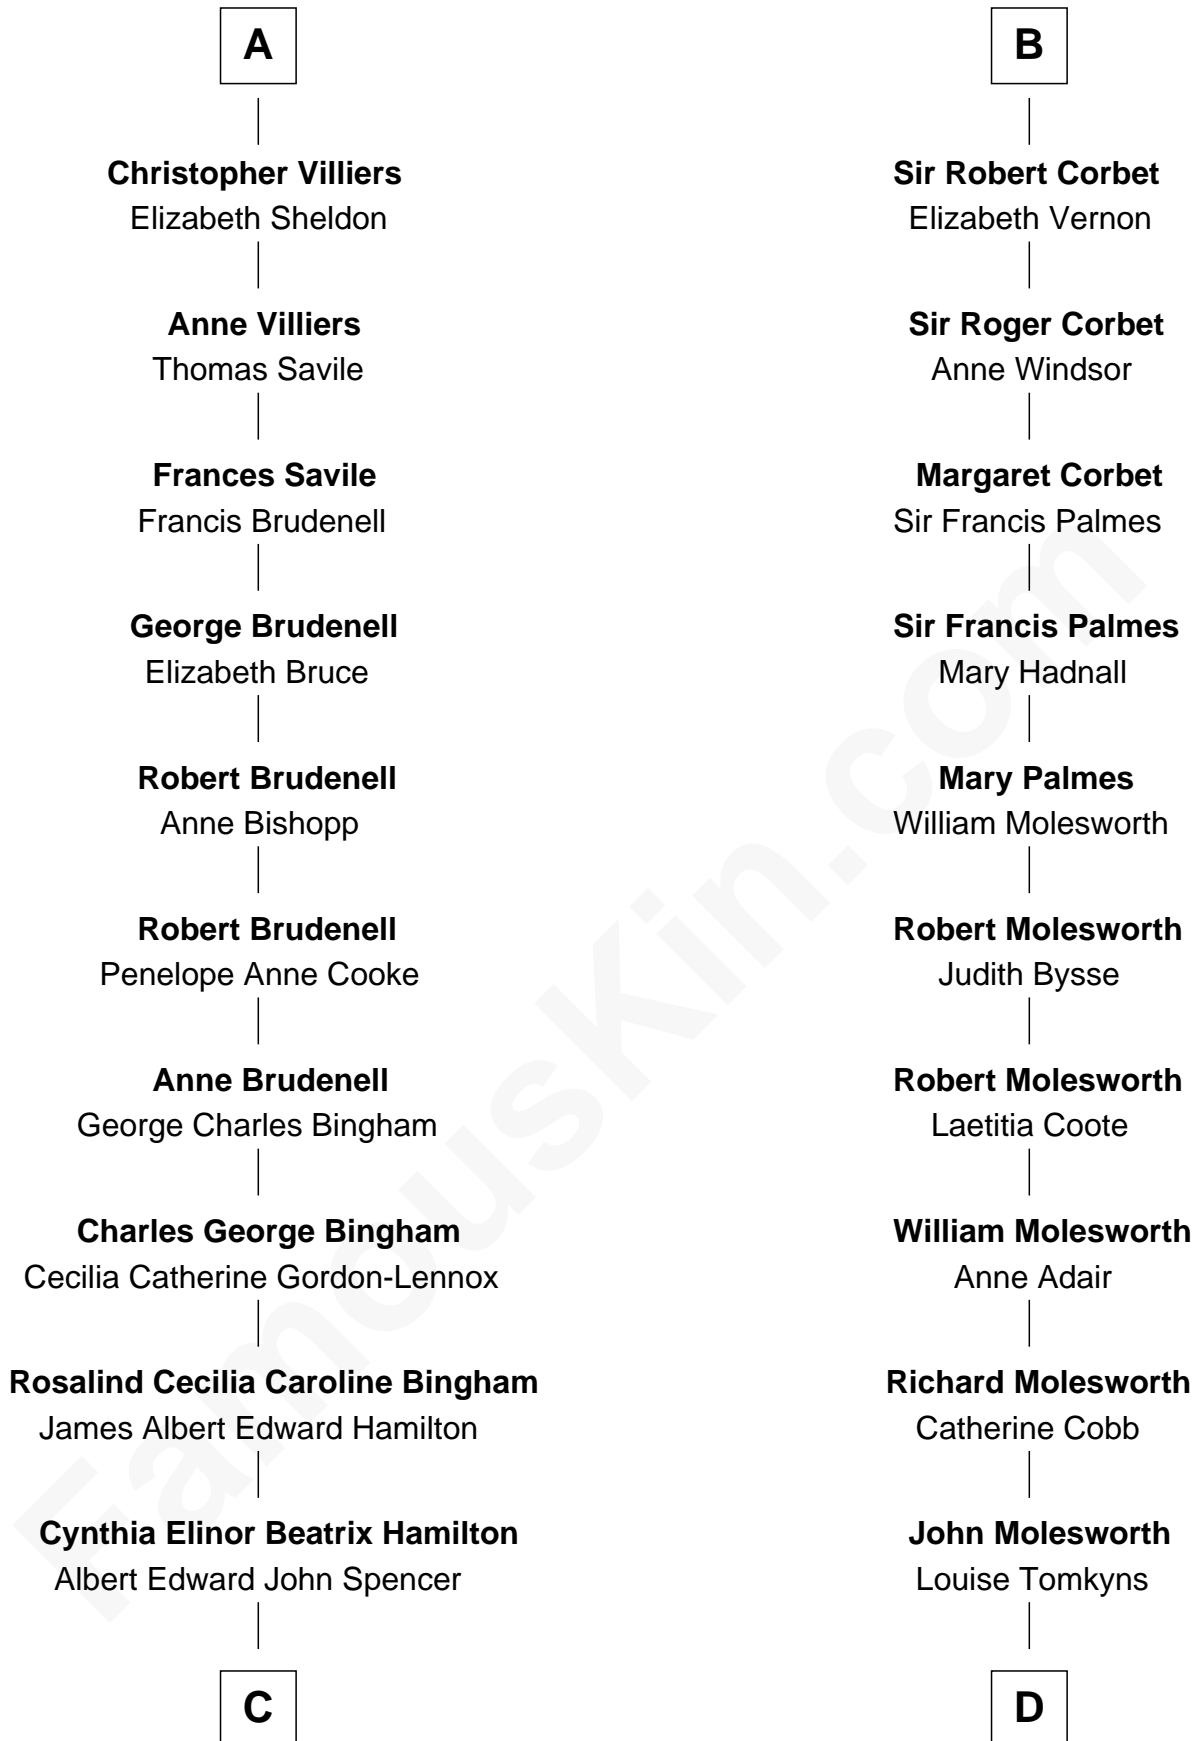 A
Christopher Villiers
Elizabeth Sheldon
Anne Villiers
Thomas Savile
Frances Savile
Francis Brudenell
George Brudenell
Elizabeth Bruce
Robert Brudenell
Anne Bishopp
Robert Brudenell
Penelope Anne Cooke
Anne Brudenell
George Charles Bingham
Charles George Bingham
Cecilia Catherine Gordon-Lennox
Rosalind Cecilia Caroline Bingham
James Albert Edward Hamilton
Cynthia Elinor Beatrix Hamilton
Albert Edward John Spencer
C
B
Sir Robert Corbet
Elizabeth Vernon
Sir Roger Corbet
Anne Windsor
Margaret Corbet
Sir Francis Palmes
Sir Francis Palmes
Mary Hadnall
Mary Palmes
William Molesworth
Robert Molesworth
Judith Bysse
Robert Molesworth
Laetitia Coote
William Molesworth
Anne Adair
Richard Molesworth
Catherine Cobb
John Molesworth
Louise Tomkyns
D
FamousKin.com